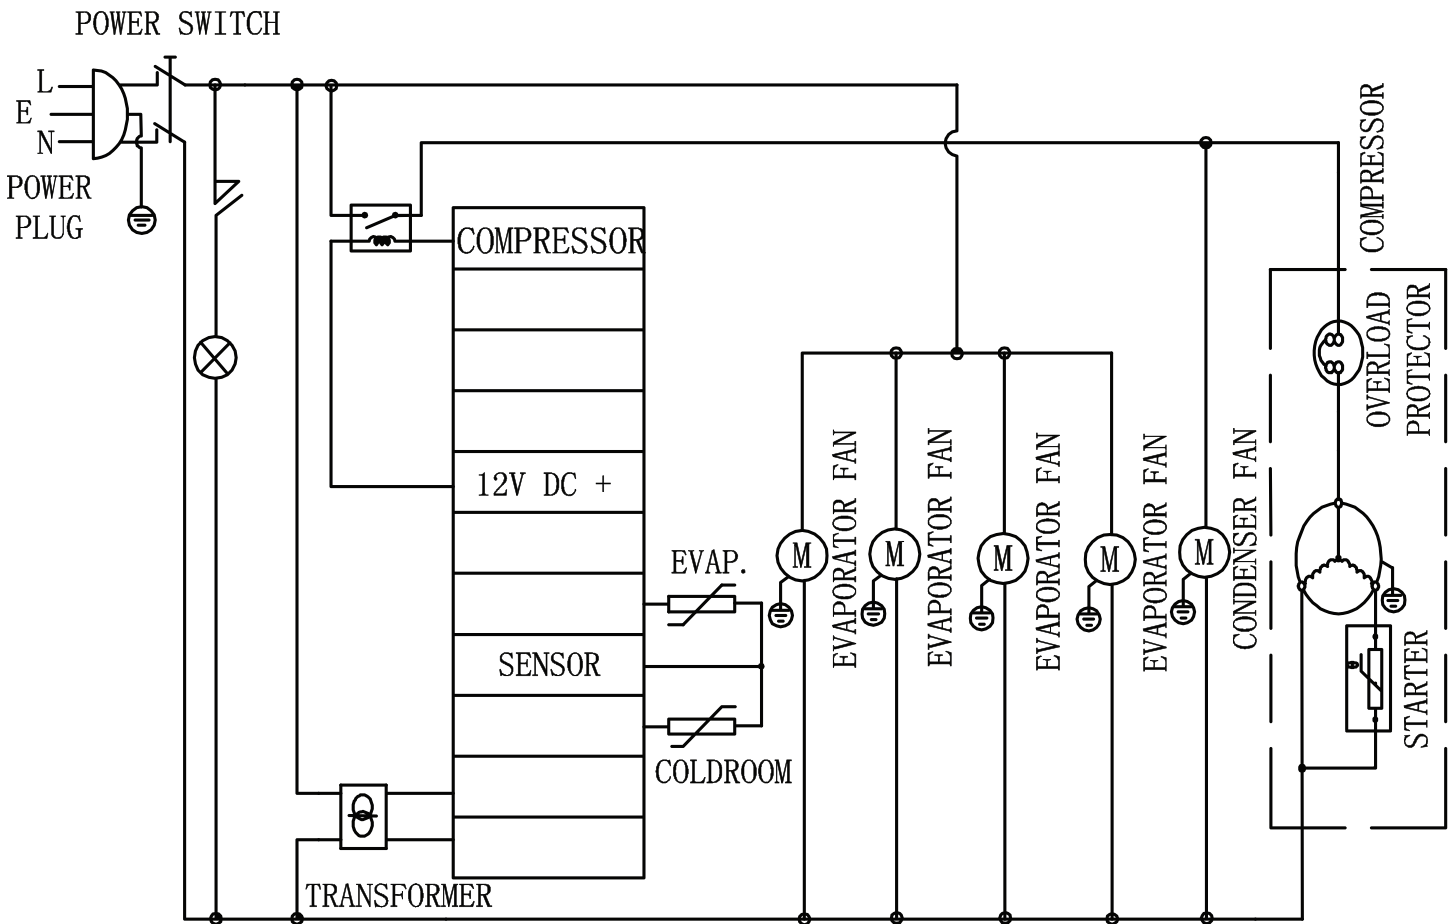 POWER SWITCH
L
E
N
POWER
PLUG
COMPRESSOR
12V DC +
EVAP.
SENSOR
COLDROOM
TRANSFORMER
M
EVAPORATOR FAN
M
EVAPORATOR FAN
M
EVAPORATOR FAN
M
EVAPORATOR FAN
M
CONDENSER FAN
COMPRESSOR
OVERLOAD
PROTECTOR
STARTER